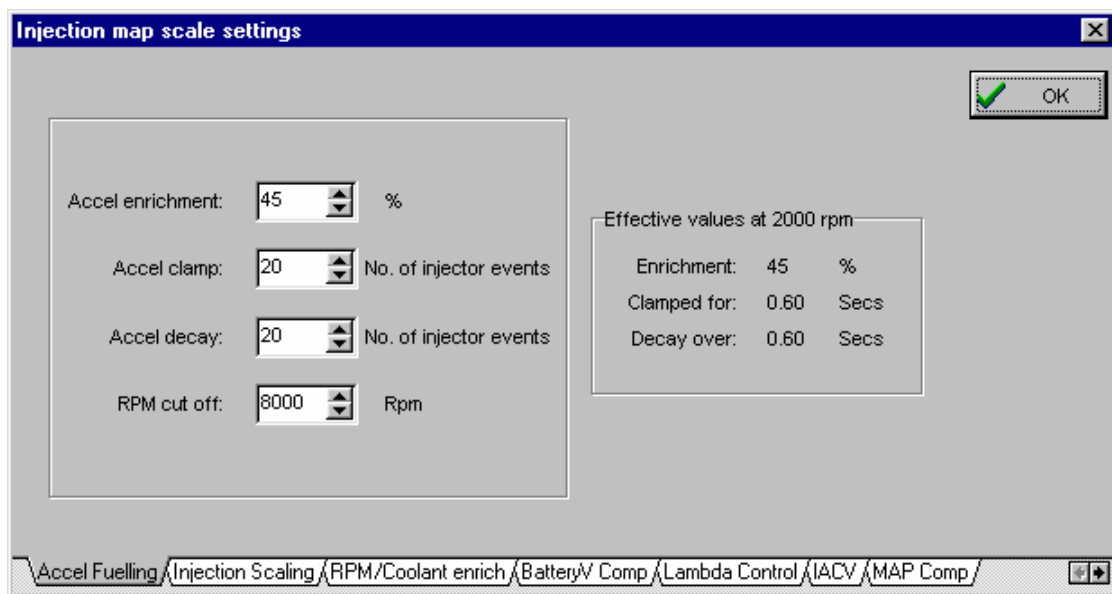 Injection map scale settings
OK
Accel enrichment: 45 %
Accel clamp: 20 No. of injector events
Accel decay: 20 No. of injector events
RPM cut off: 8000 Rpm
Effective values at 2000 rpm
Enrichment: 45 %
Clamped for: 0.60 Secs
Decay over: 0.60 Secs
Accel Fuelling Injection Scaling RPM/Coolant enrich BatteryV Comp Lambda Control IACV MAP Comp